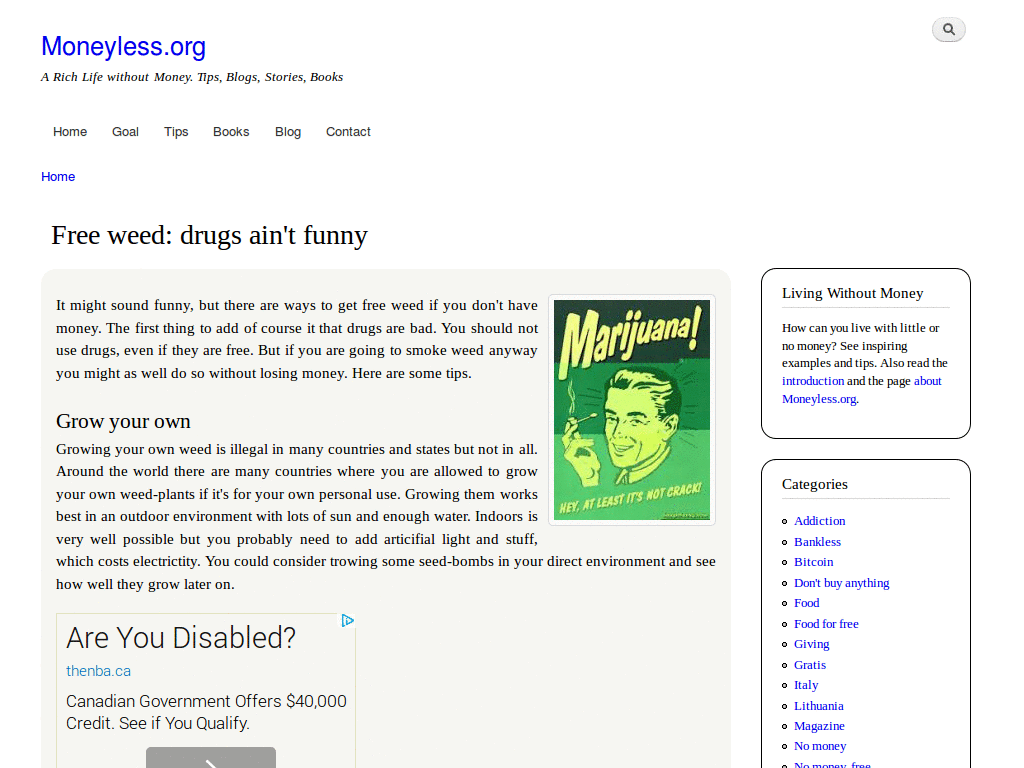 Moneyless.org
A Rich Life without Money. Tips, Blogs, Stories, Books
Home Goal Tips Books Blog Contact
Home
Free weed: drugs ain't funny
It might sound funny, but there are ways to get free weed if you don't have
money. The first thing to add of course it that drugs are bad. You should not
use drugs, even if they are free. But if you are going to smoke weed anyway
you might as well do so without losing money. Here are some tips.
Marijuana!
HEY, AT LEAST IT'S NOT CRACK!
Grow your own
Growing your own weed is illegal in many countries and states but not in all.
Around the world there are many countries where you are allowed to grow
your own weed-plants if it's for your own personal use. Growing them works
best in an outdoor environment with lots of sun and enough water. Indoors is
very well possible but you probably need to add articifial light and stuff,
which costs electrictity. You could consider trowing some seed-bombs in your direct environment and see
how well they grow later on.
Are You Disabled?
thenba.ca
Canadian Government Offers $40,000
Credit. See if You Qualify.
Living Without Money
How can you live with little or
no money? See inspiring
examples and tips. Also read the
introduction and the page about
Moneyless.org.
Categories
Addiction
Bankless
Bitcoin
Don't buy anything
Food
Food for free
Giving
Gratis
Italy
Lithuania
Magazine
No money
No money, free